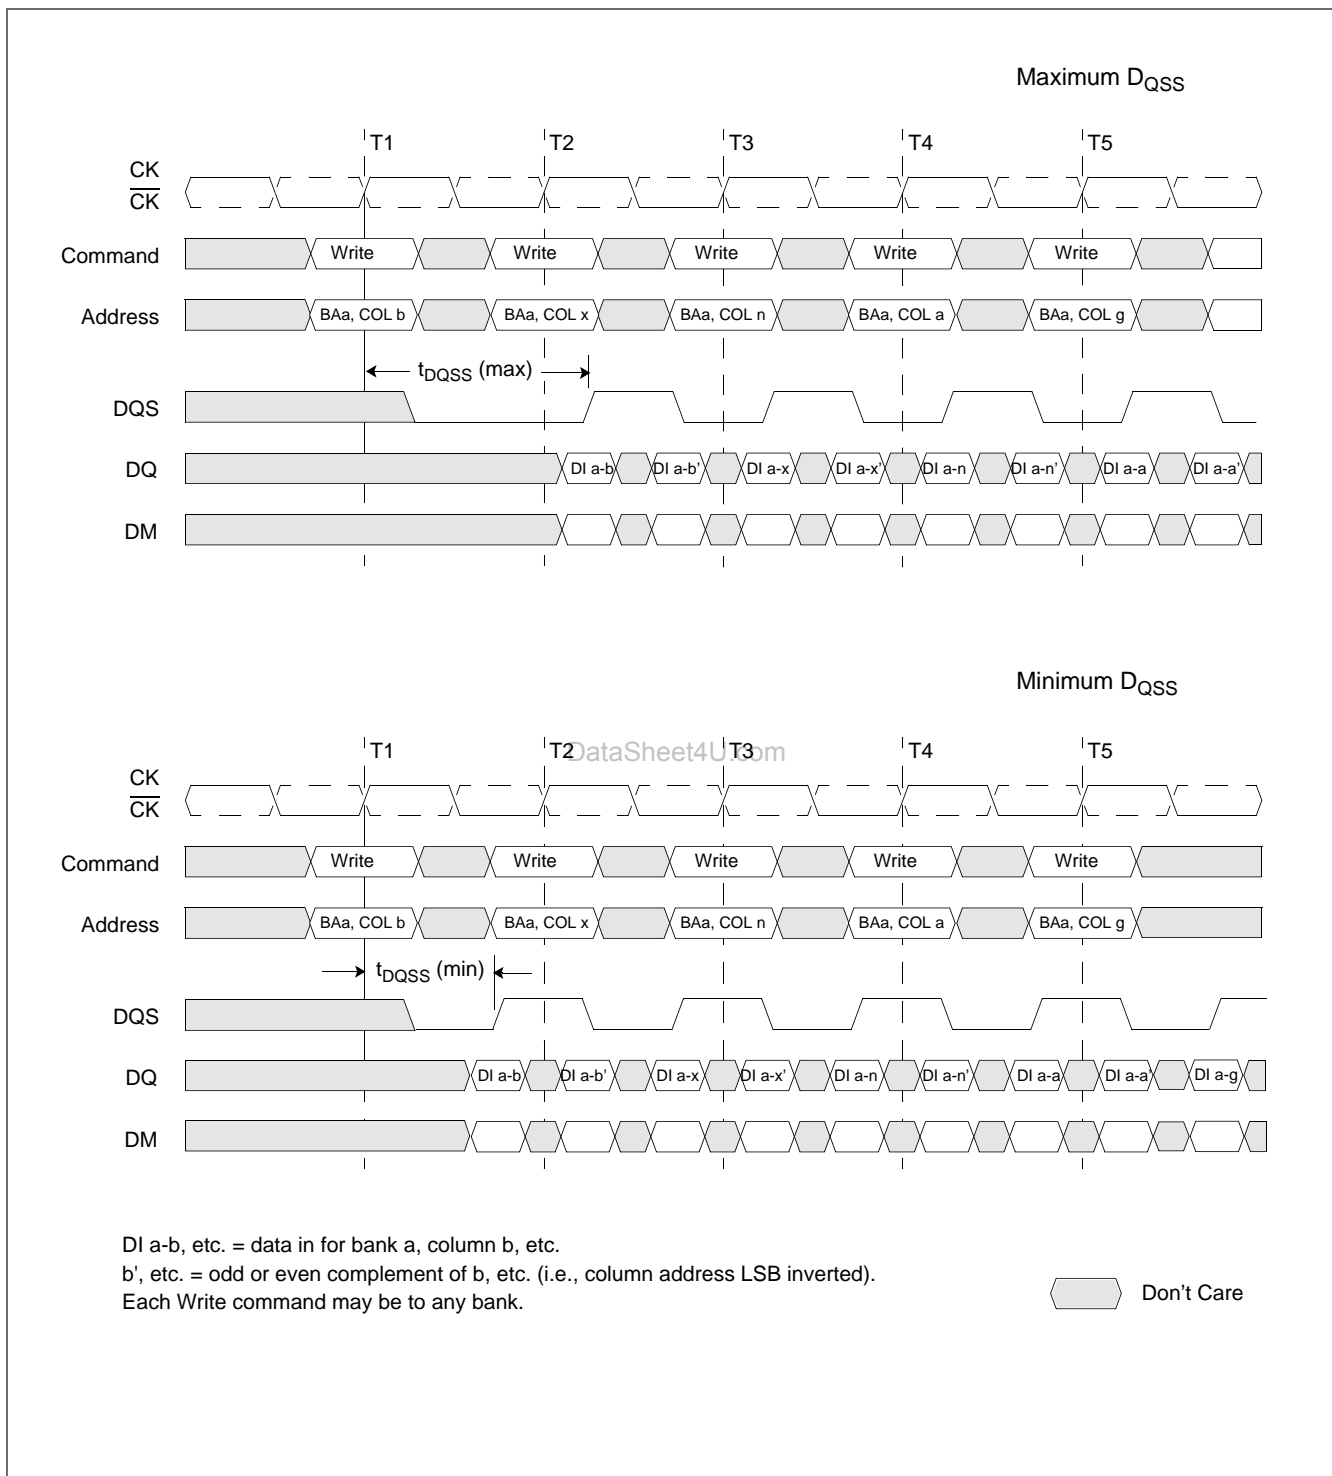 Maximum DQSS
T1 T2 T3 T4 T5
CK
CK
Command Write Write Write Write Write
Address BAa, COL b BAa, COL x BAa, COL n BAa, COL a BAa, COL g
tDQSS (max)
DQS
DQ DI a-b DI a-b' DI a-x DI a-x' DI a-n DI a-n' DI a-a DI a-a'
DM
Minimum DQSS
DataSheet4U.com
T1 T2 T3 T4 T5
CK
CK
Command Write Write Write Write Write
Address BAa, COL b BAa, COL x BAa, COL n BAa, COL a BAa, COL g
tDQSS (min)
DQS
DQ DI a-b DI a-b' DI a-x DI a-x' DI a-n DI a-n' DI a-a DI a-a' DI a-g
DM
DI a-b, etc. = data in for bank a, column b, etc.
b', etc. = odd or even complement of b, etc. (i.e., column address LSB inverted).
Each Write command may be to any bank.
Don't Care